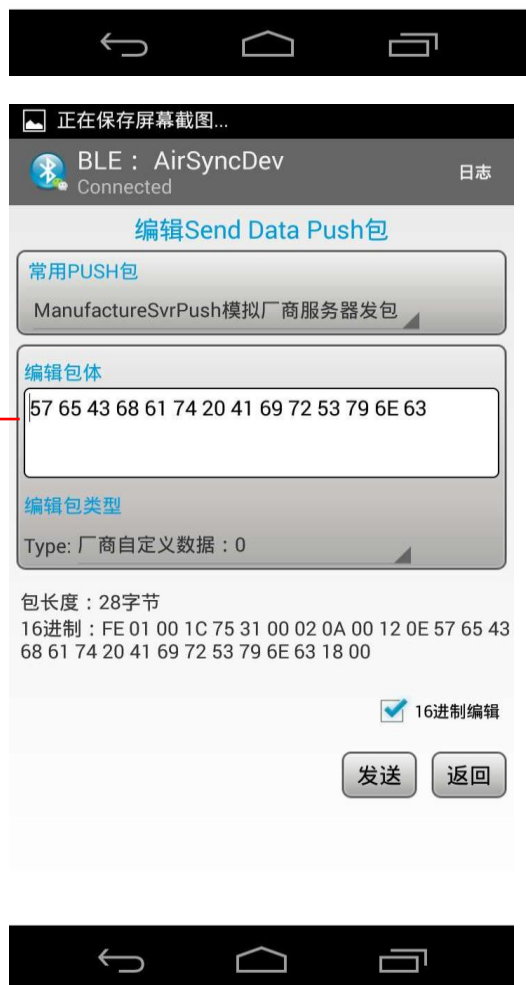 正在保存屏幕截图...
BLE： AirSyncDev
Connected
日志
编辑Send Data Push包
常用PUSH包
ManufactureSvrPush模拟厂商服务器发包
编辑包体
57 65 43 68 61 74 20 41 69 72 53 79 6E 63
编辑包类型
Type: 厂商自定义数据：0
包长度：28字节
16进制：FE 01 00 1C 75 31 00 02 0A 00 12 0E 57 65 43
68 61 74 20 41 69 72 53 79 6E 63 18 00
16进制编辑
发送
返回